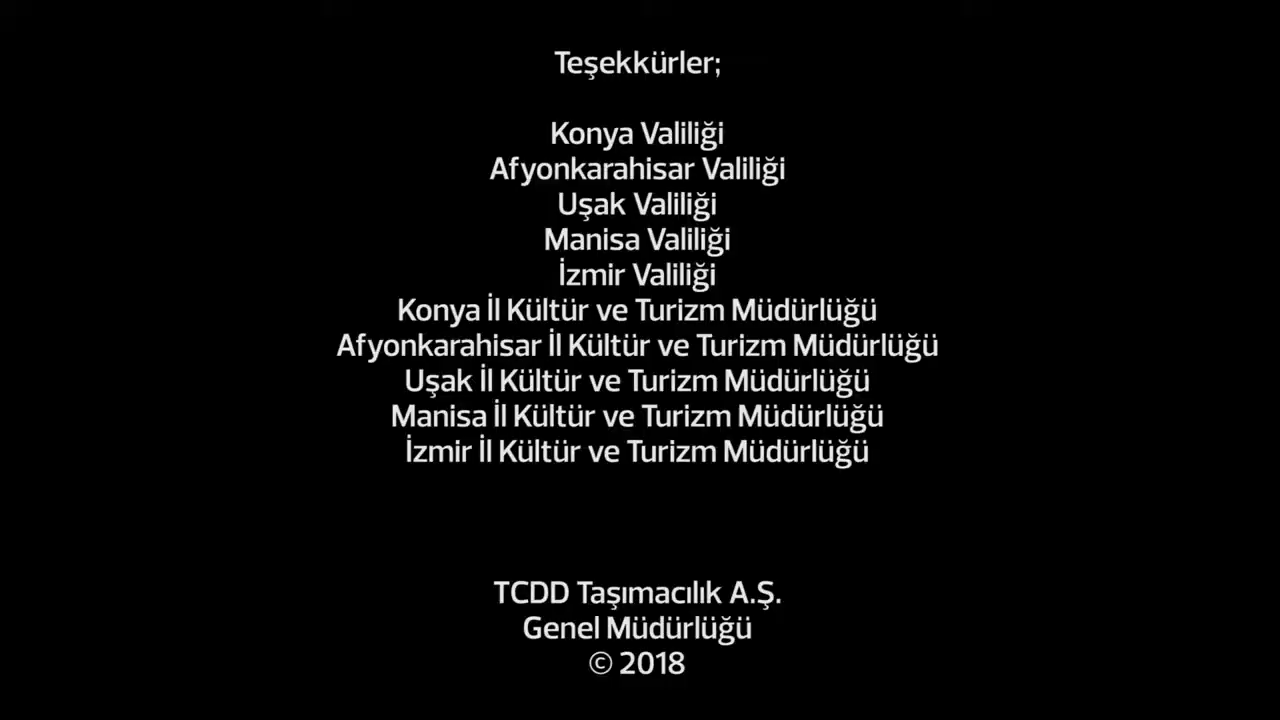 Teşekkürler;
Konya Valiliği
Afyonkarahisar Valiliği
Uşak Valiliği
Manisa Valiliği
İzmir Valiliği
Konya İl Kültür ve Turizm Müdürlüğü
Afyonkarahisar İl Kültür ve Turizm Müdürlüğü
Uşak İl Kültür ve Turizm Müdürlüğü
Manisa İl Kültür ve Turizm Müdürlüğü
İzmir İl Kültür ve Turizm Müdürlüğü
TCDD Taşımacılık A.Ş.
Genel Müdürlüğü
© 2018